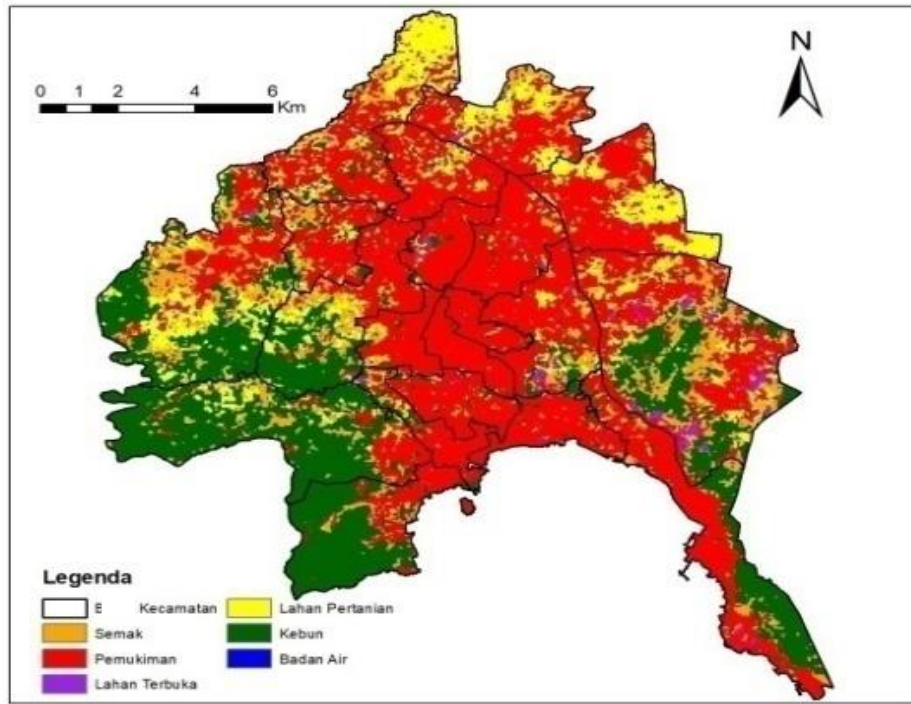 N
0 1 2 4 6
Km
Legenda
E Kecamatan
Lahan Pertanian
Semak
Kebun
Pemukiman
Badan Air
Lahan Terbuka